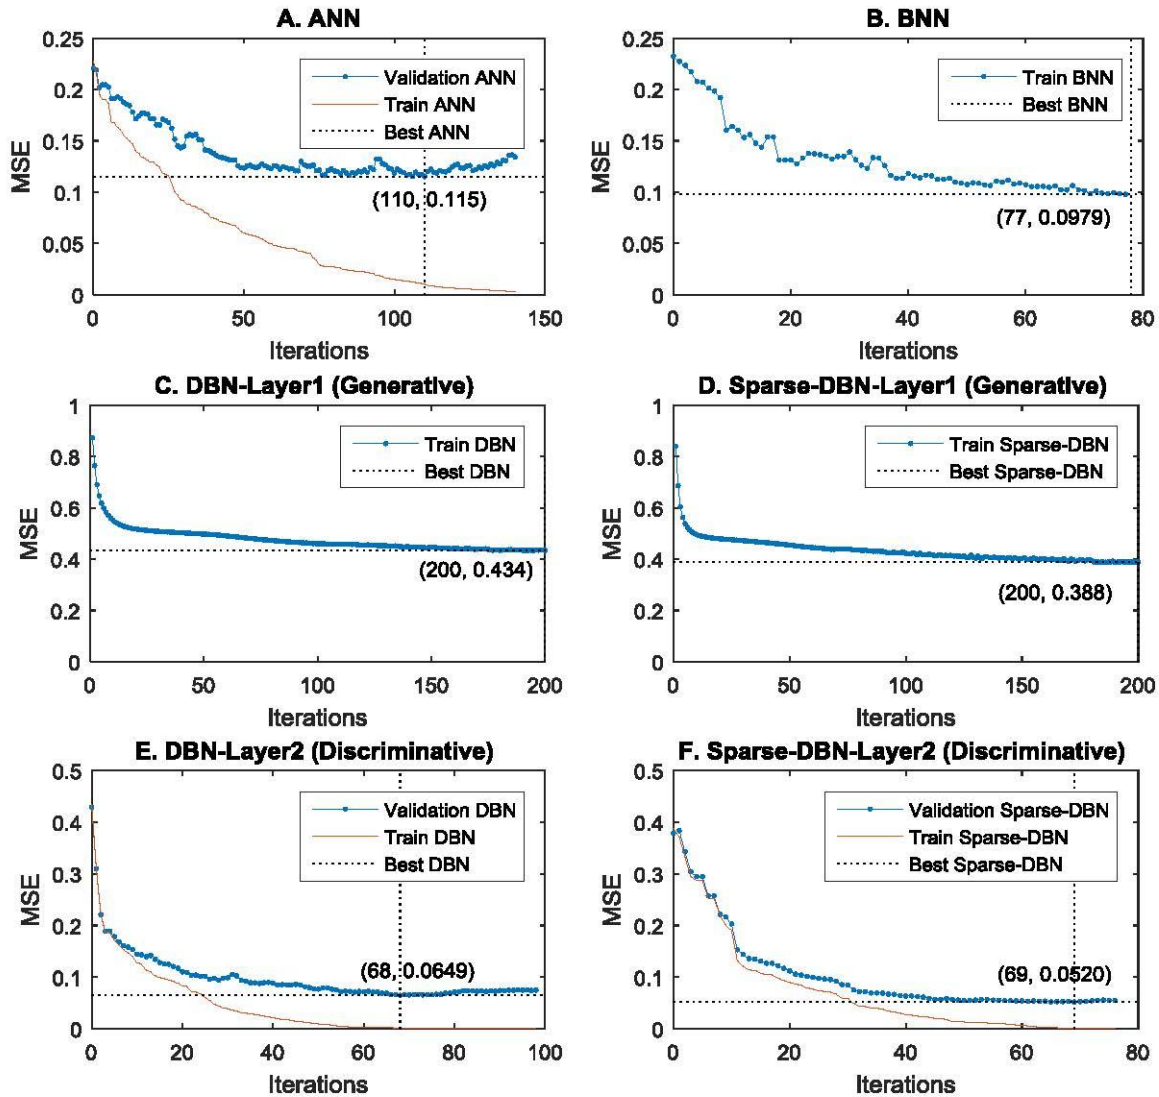 A. ANN
0.25
0.2
0.15
0.1
0.05
0
MSE
Validation ANN
Train ANN
Best ANN
(110, 0.115)
0
50
100
150
Iterations
B. BNN
0.25
0.2
0.15
0.1
0.05
0
MSE
Train BNN
Best BNN
(77, 0.0979)
0
20
40
60
80
Iterations
C. DBN-Layer1 (Generative)
1
0.8
0.6
0.4
0.2
0
MSE
Train DBN
Best DBN
(200, 0.434)
0
50
100
150
200
Iterations
D. Sparse-DBN-Layer1 (Generative)
1
0.8
0.6
0.4
0.2
0
MSE
Train Sparse-DBN
Best Sparse-DBN
(200, 0.388)
0
50
100
150
200
Iterations
E. DBN-Layer2 (Discriminative)
0.5
0.4
0.3
0.2
0.1
0
MSE
Validation DBN
Train DBN
Best DBN
(68, 0.0649)
0
20
40
60
80
100
Iterations
F. Sparse-DBN-Layer2 (Discriminative)
0.5
0.4
0.3
0.2
0.1
0
MSE
Validation Sparse-DBN
Train Sparse-DBN
Best Sparse-DBN
(69, 0.0520)
0
20
40
60
80
Iterations